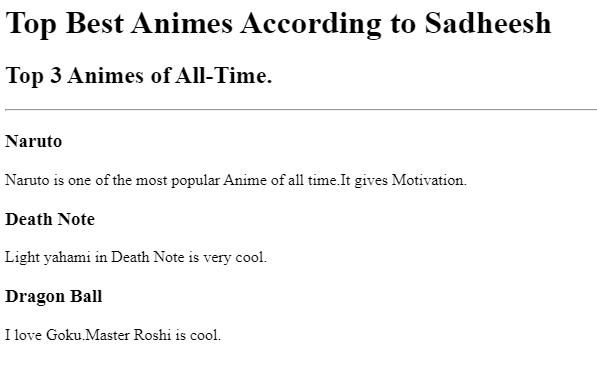 Top Best Animes According to Sadheesh
Top 3 Animes of All-Time.
Naruto
Naruto is one of the most popular Anime of all time.It gives Motivation.
Death Note
Light yahami in Death Note is very cool.
Dragon Ball
I love Goku.Master Roshi is cool.